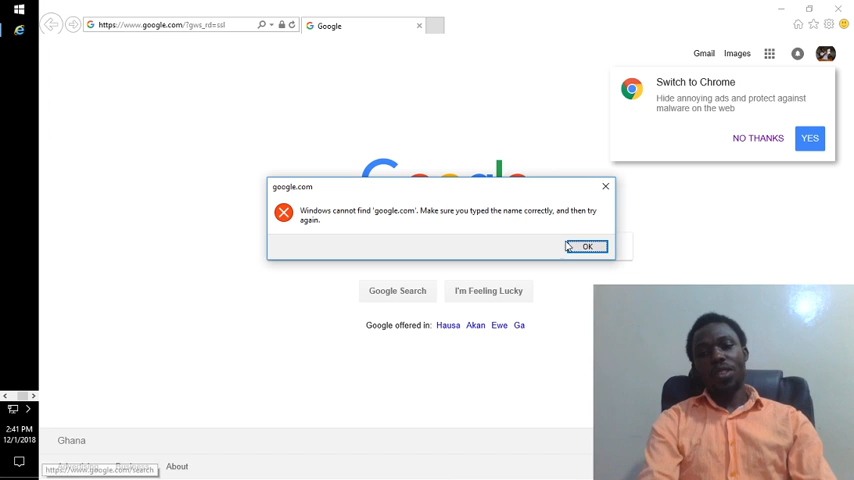 https://www.google.com/?gws_rd=ssl
Google
Gmail Images
Switch to Chrome
Hide annoying ads and protect against
malware on the web
NO THANKS YES
google.com
Windows cannot find 'google.com'. Make sure you typed the name correctly, and then try
again.
OK
Google Search I'm Feeling Lucky
Google offered in: Hausa Akan Ewe Ga
2:41 PM
12/1/2018
Ghana
About
https://www.google.com/search